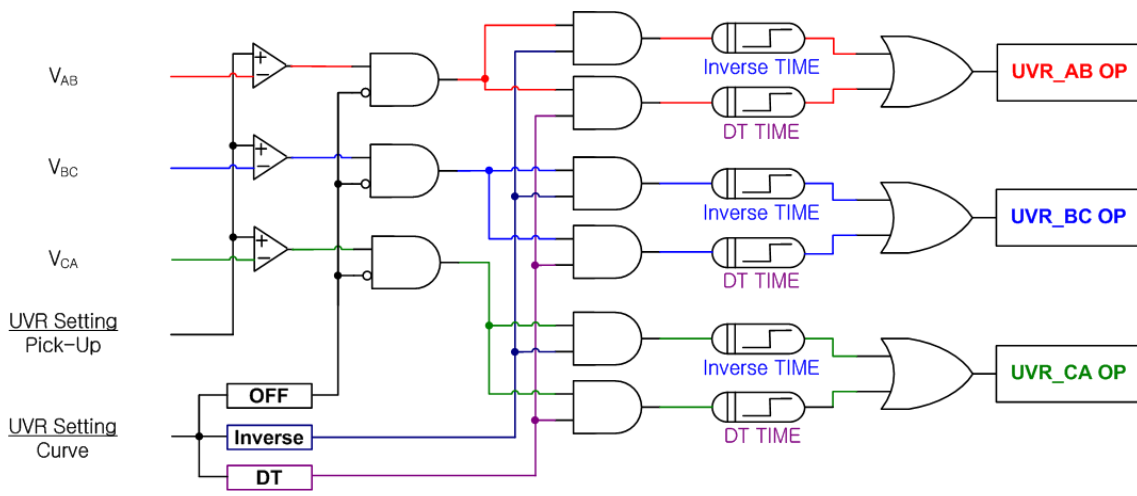 VAB
+
−
Inverse TIME
DT TIME
UVR_AB OP
VBC
+
−
Inverse TIME
DT TIME
UVR_BC OP
VCA
+
−
Inverse TIME
DT TIME
UVR_CA OP
UVR Setting
Pick-Up
UVR Setting
Curve
OFF
Inverse
DT